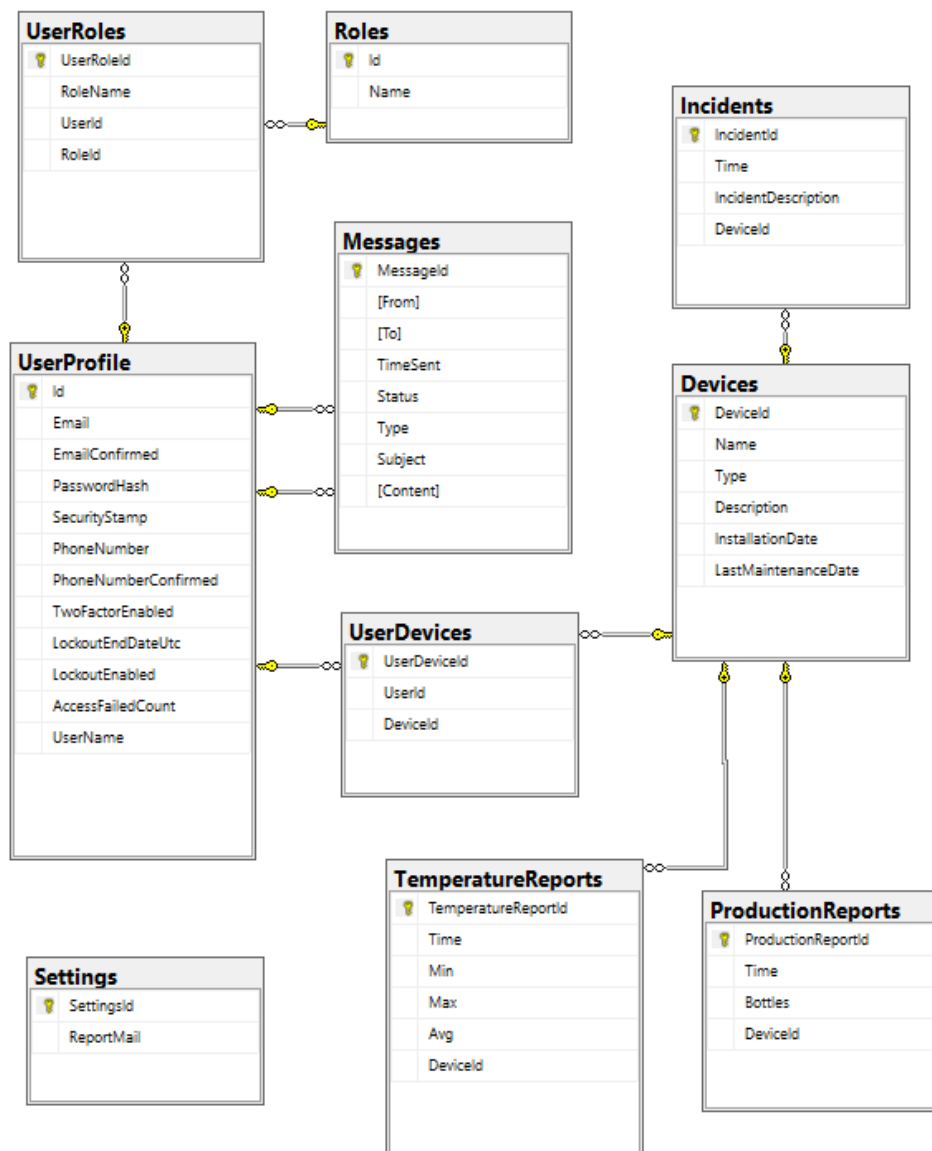 UserRoles
UserRoleId
RoleName
UserId
RoleId
Roles
Id
Name
Incidents
IncidentId
Time
IncidentDescription
DeviceId
Messages
MessageId
[From]
[To]
TimeSent
Status
Type
Subject
[Content]
UserProfile
Id
Email
EmailConfirmed
PasswordHash
SecurityStamp
PhoneNumber
PhoneNumberConfirmed
TwoFactorEnabled
LockoutEndDateUtc
LockoutEnabled
AccessFailedCount
UserName
Devices
DeviceId
Name
Type
Description
InstallationDate
LastMaintenanceDate
UserDevices
UserDeviceId
UserId
DeviceId
TemperatureReports
TemperatureReportId
Time
Min
Max
Avg
DeviceId
ProductionReports
ProductionReportId
Time
Bottles
DeviceId
Settings
SettingsId
ReportMail